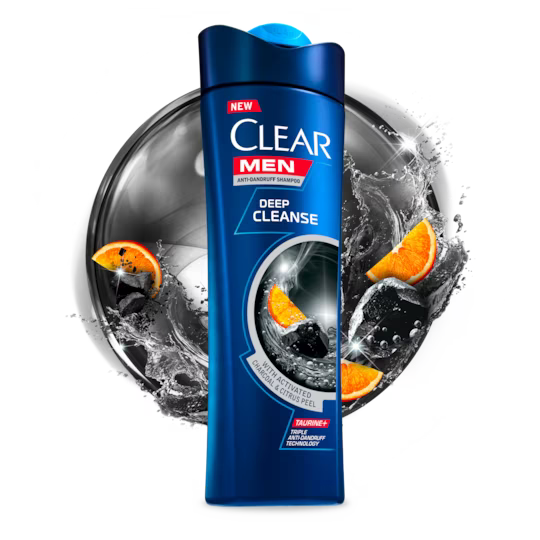 NEW
CLEAR
MEN
ANTI-DANDRUFF SHAMPOO
DEEP
CLEANSE
WITH ACTIVATED
CHARCOAL & CITRUS PEEL
TAURINE+
TRIPLE
ANTI-DANDRUFF
TECHNOLOGY